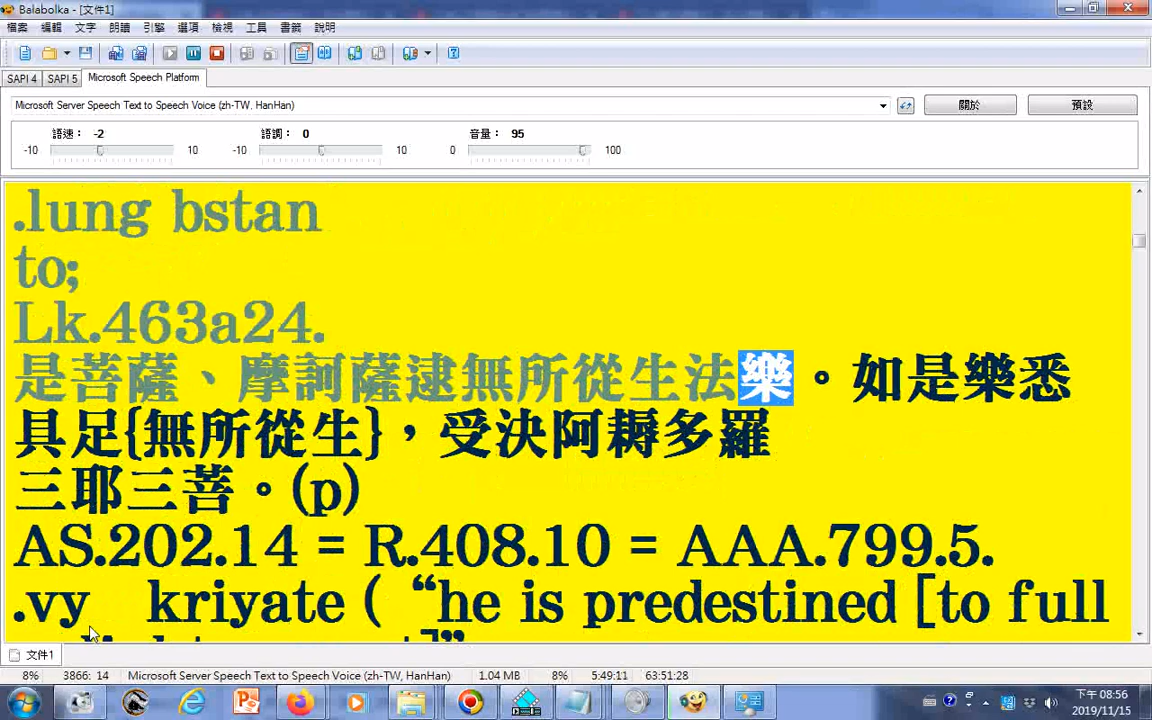 Balabolka - [文件1]
檔案 編輯 文字 朗讀 引擎 選項 檢視 工具 書籤 說明
SAPI 4 SAPI 5 Microsoft Speech Platform
Microsoft Server Speech Text to Speech Voice (zh-TW, HanHan) 關於 預設
語速： -2 語調： 0 音量： 95
-10 10 -10 10 0 100
.lung bstan
to;
Lk.463a24.
是菩薩、摩訶薩逮無所從生法樂。如是樂悉
具足{無所從生}，受決阿耨多羅
三耶三菩。(p)
AS.202.14 = R.408.10 = AAA.799.5.
.vy kriyate ( “he is predestined [to full
文件1
8% 3866: 14 Microsoft Server Speech Text to Speech Voice (zh-TW, HanHan) 1.04 MB 8% 5:49:11 63:51:28
下午 08:56
2019/11/15